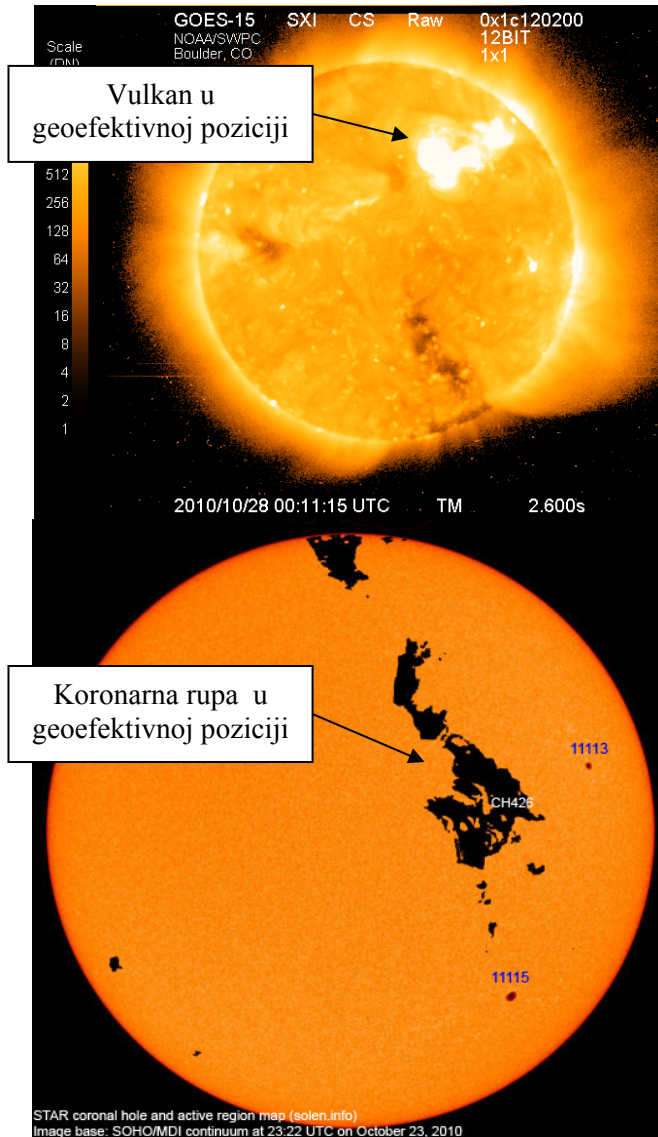 GOES-15 SXI CS Raw 0x1c120200
NOAA/SWPC 12BIT
Boulder, CO 1x1
Scale
(DN)
Vulkan u
geoefektivnoj poziciji
512
256
128
64
32
16
8
4
2
1
2010/10/28 00:11:15 UTC TM 2.600s
Koronarna rupa u
geoefektivnoj poziciji
11113
CH426
11115
STAR coronal hole and active region map (solen.info)
Image base: SOHO/MDI continuum at 23:22 UTC on October 23, 2010